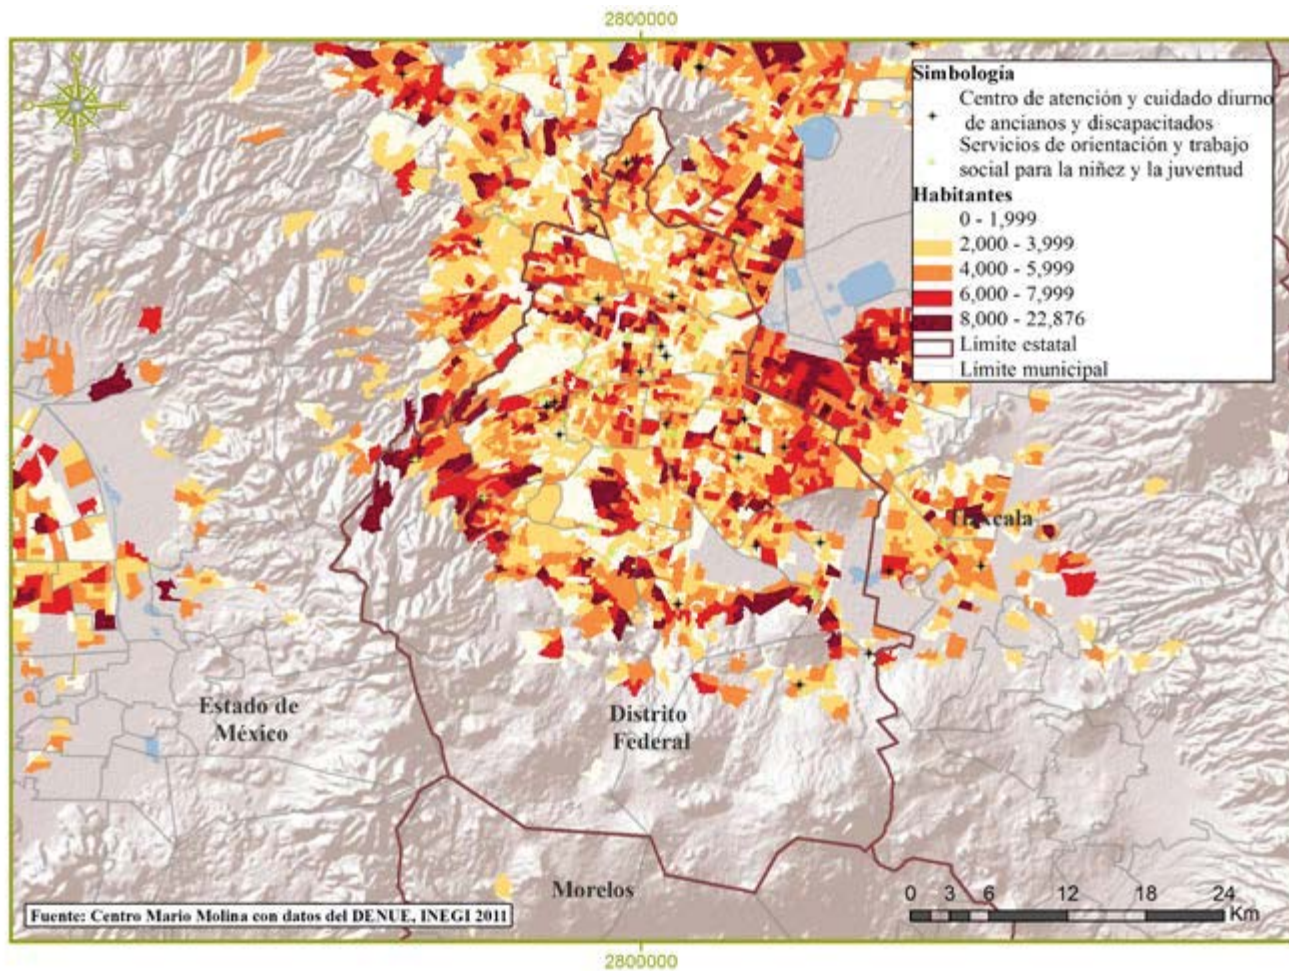 2800000
Simbología
Centro de atención y cuidado diurno
de ancianos y discapacitados
Servicios de orientación y trabajo
social para la niñez y la juventud
Habitantes
0 - 1,999
2,000 - 3,999
4,000 - 5,999
6,000 - 7,999
8,000 - 22,876
Límite estatal
Límite municipal
Tlaxcala
Estado de
México
Distrito
Federal
Morelos
0 3 6 12 18 24
Km
Fuente: Centro Mario Molina con datos del DENUE, INEGI 2011
2800000